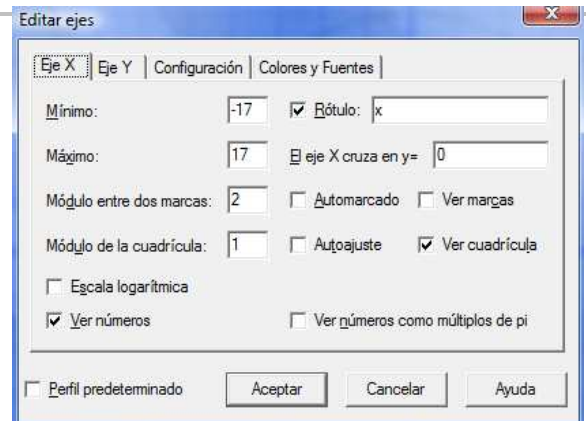 Editar ejes
Eje X Eje Y Configuración Colores y Fuentes
Mínimo: -17 Rótulo: x
Máximo: 17 El eje X cruza en y= 0
Módulo entre dos marcas: 2 Automarcado Ver marcas
Módulo de la cuadrícula: 1 Autoajuste Ver cuadrícula
Escala logarítmica
Ver números Ver números como múltiplos de pi
Perfil predeterminado Aceptar Cancelar Ayuda